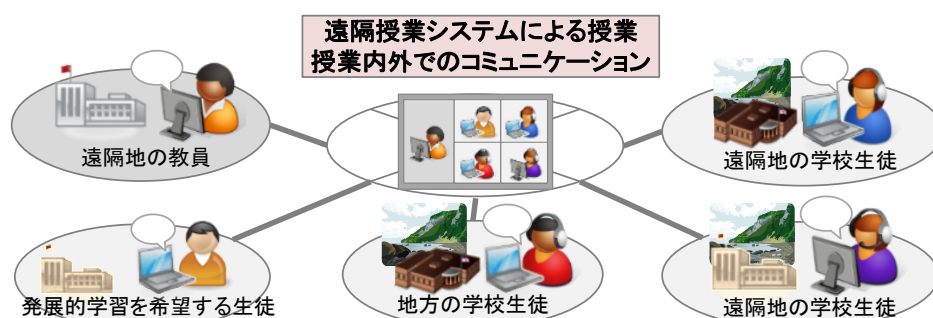 遠隔授業システムによる授業
授業内外でのコミュニケーション
遠隔地の教員
遠隔地の学校生徒
発展的学習を希望する生徒
地方の学校生徒
遠隔地の学校生徒